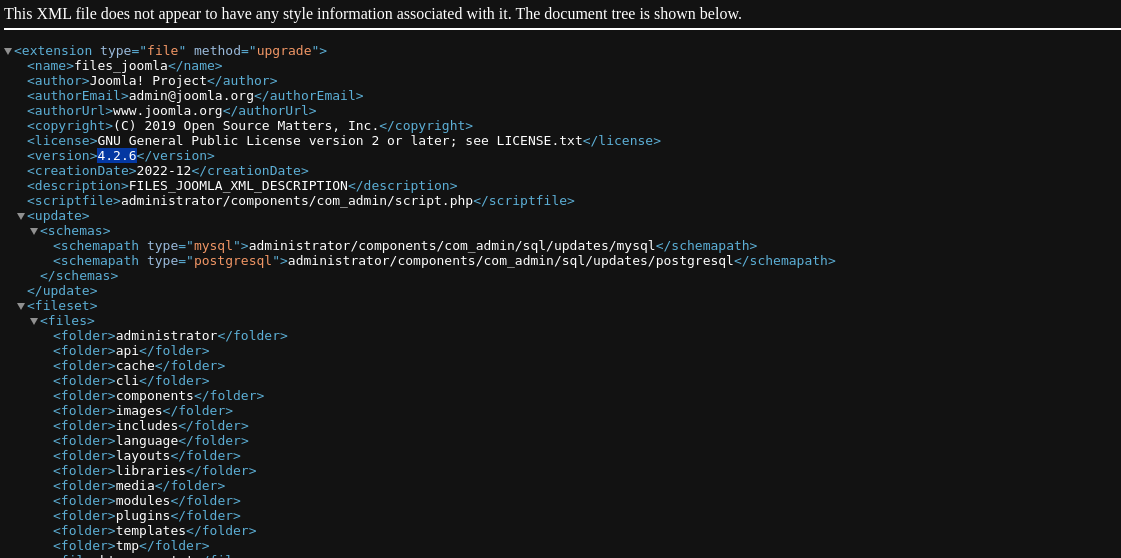 This XML file does not appear to have any style information associated with it. The document tree is shown below.
<extension type="file" method="upgrade">
<name>files_joomla</name>
<author>Joomla! Project</author>
<authorEmail>admin@joomla.org</authorEmail>
<authorUrl>www.joomla.org</authorUrl>
<copyright>(C) 2019 Open Source Matters, Inc.</copyright>
<license>GNU General Public License version 2 or later; see LICENSE.txt</license>
<version>4.2.6</version>
<creationDate>2022-12</creationDate>
<description>FILES_JOOMLA_XML_DESCRIPTION</description>
<scriptfile>administrator/components/com_admin/script.php</scriptfile>
<update>
<schemas>
<schemapath type="mysql">administrator/components/com_admin/sql/updates/mysql</schemapath>
<schemapath type="postgresql">administrator/components/com_admin/sql/updates/postgresql</schemapath>
</schemas>
</update>
<fileset>
<files>
<folder>administrator</folder>
<folder>api</folder>
<folder>cache</folder>
<folder>cli</folder>
<folder>components</folder>
<folder>images</folder>
<folder>includes</folder>
<folder>language</folder>
<folder>layouts</folder>
<folder>libraries</folder>
<folder>media</folder>
<folder>modules</folder>
<folder>plugins</folder>
<folder>templates</folder>
<folder>tmp</folder>